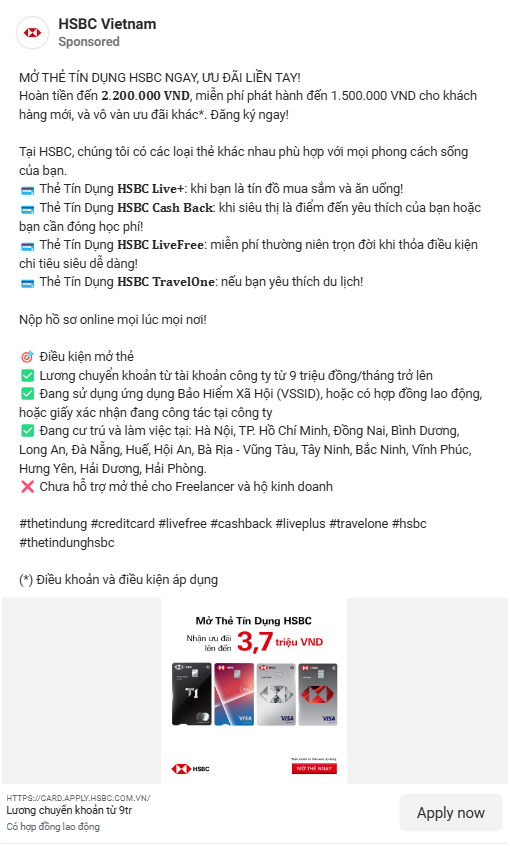 HSBC Vietnam
Sponsored
MỞ THẺ TÍN DỤNG HSBC NGAY, ƯU ĐÃI LIỀN TAY!
Hoàn tiền đến 2.200.000 VND, miễn phí phát hành đến 1.500.000 VND cho khách
hàng mới, và vô vàn ưu đãi khác*. Đăng ký ngay!
Tại HSBC, chúng tôi có các loại thẻ khác nhau phù hợp với mọi phong cách sống
của bạn.
💳 Thẻ Tín Dụng HSBC Live+: khi bạn là tín đồ mua sắm và ăn uống!
💳 Thẻ Tín Dụng HSBC Cash Back: khi siêu thị là điểm đến yêu thích của bạn hoặc
bạn cần đóng học phí!
💳 Thẻ Tín Dụng HSBC LiveFree: miễn phí thường niên trọn đời khi thỏa điều kiện
chi tiêu siêu dễ dàng!
💳 Thẻ Tín Dụng HSBC TravelOne: nếu bạn yêu thích du lịch!
Nộp hồ sơ online mọi lúc mọi nơi!
🎯 Điều kiện mở thẻ
✅ Lương chuyển khoản từ tài khoản công ty từ 9 triệu đồng/tháng trở lên
✅ Đang sử dụng ứng dụng Bảo Hiểm Xã Hội (VSSID), hoặc có hợp đồng lao động,
hoặc giấy xác nhận đang công tác tại công ty
✅ Đang cư trú và làm việc tại: Hà Nội, TP. Hồ Chí Minh, Đồng Nai, Bình Dương,
Long An, Đà Nẵng, Huế, Hội An, Bà Rịa - Vũng Tàu, Tây Ninh, Bắc Ninh, Vĩnh Phúc,
Hưng Yên, Hải Dương, Hải Phòng.
❌ Chưa hỗ trợ mở thẻ cho Freelancer và hộ kinh doanh
#thetindung #creditcard #livefree #cashback #liveplus #travelone #hsbc
#thetindunghsbc
(*) Điều khoản và điều kiện áp dụng
Mở Thẻ Tín Dụng HSBC
Nhận ưu đãi
lên đến 3,7 triệu VND
T1
VISA
VISA
VISA
HSBC
MỞ THẺ NGAY
HTTPS://CARD.APPLY.HSBC.COM.VN/
Lương chuyển khoản từ 9tr
Có hợp đồng lao động
Apply now